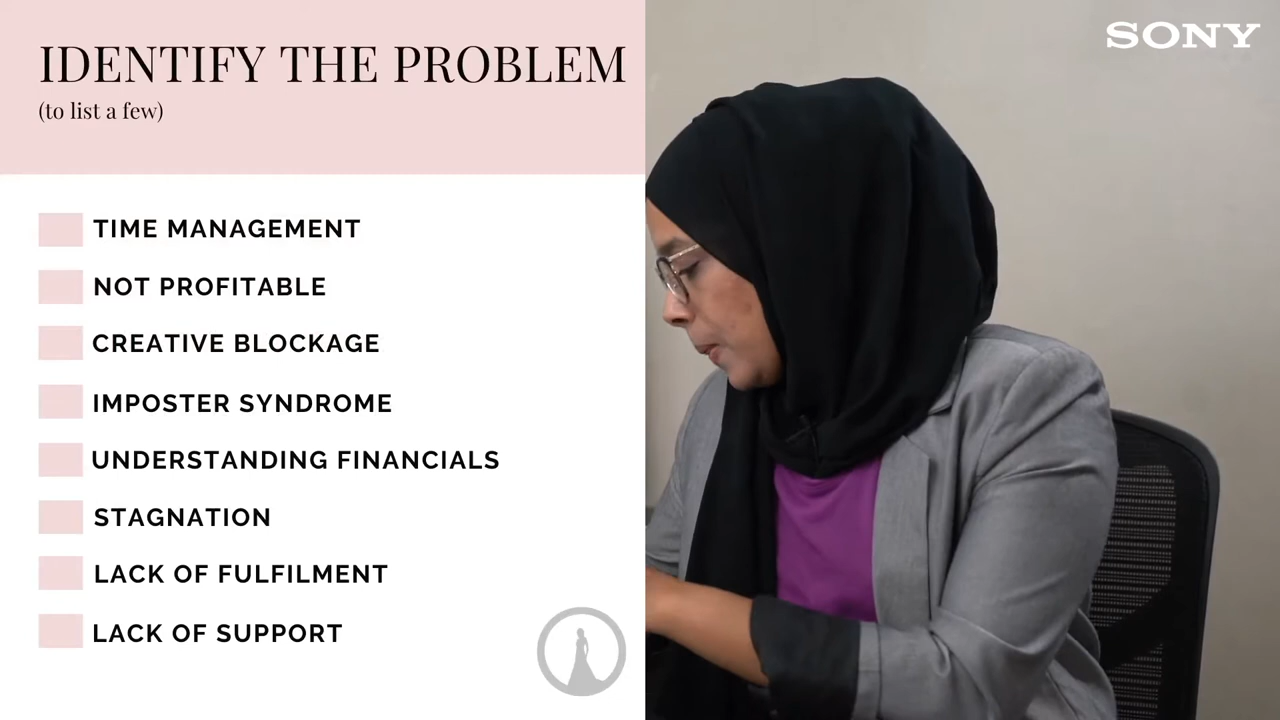 IDENTIFY THE PROBLEM
(to list a few)
SONY
TIME MANAGEMENT
NOT PROFITABLE
CREATIVE BLOCKAGE
IMPOSTER SYNDROME
UNDERSTANDING FINANCIALS
STAGNATION
LACK OF FULFILMENT
LACK OF SUPPORT